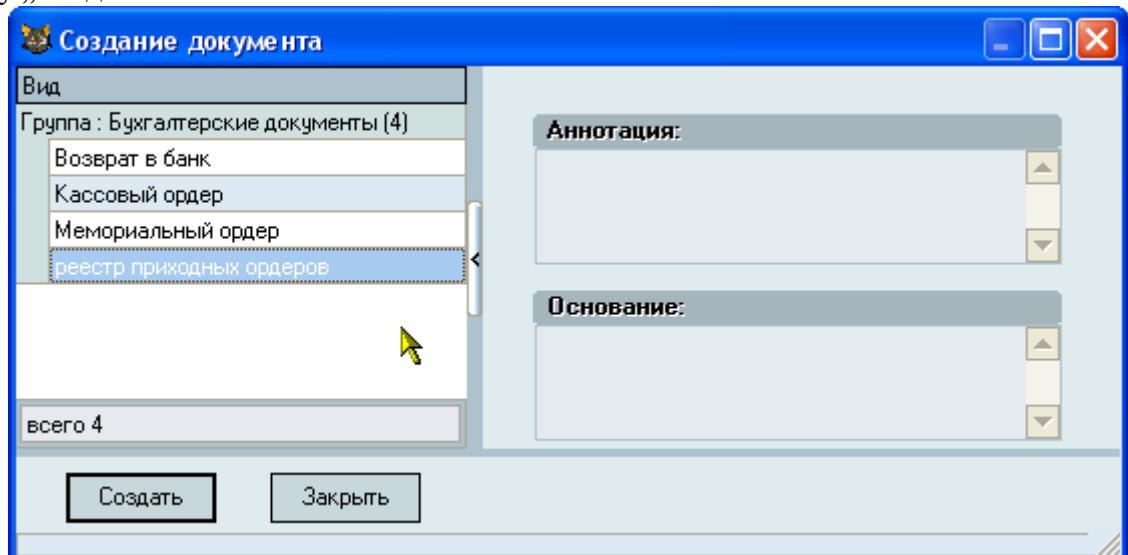 Создание документа
Вид
Группа : Бухгалтерские документы (4)
Возврат в банк
Кассовый ордер
Мемориальный ордер
реестр приходных ордеров
всего 4
Аннотация:
Основание:
Создать
Закрыть